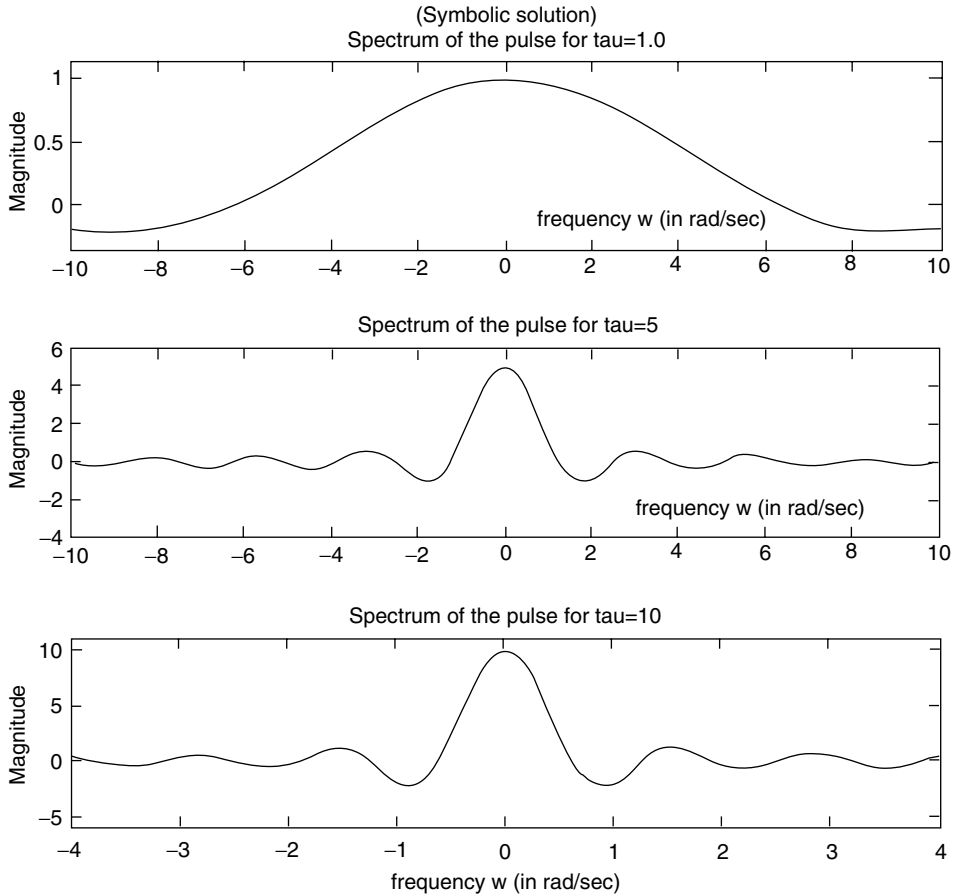 (Symbolic solution)
Spectrum of the pulse for tau=1.0
Magnitude
1
0.5
0
frequency w (in rad/sec)
−10 −8 −6 −4 −2 0 2 4 6 8 10
Spectrum of the pulse for tau=5
Magnitude
6
4
2
0
−2
−4
frequency w (in rad/sec)
−10 −8 −6 −4 −2 0 2 4 6 8 10
Spectrum of the pulse for tau=10
Magnitude
10
5
0
−5
−4 −3 −2 −1 0 1 2 3 4
frequency w (in rad/sec)